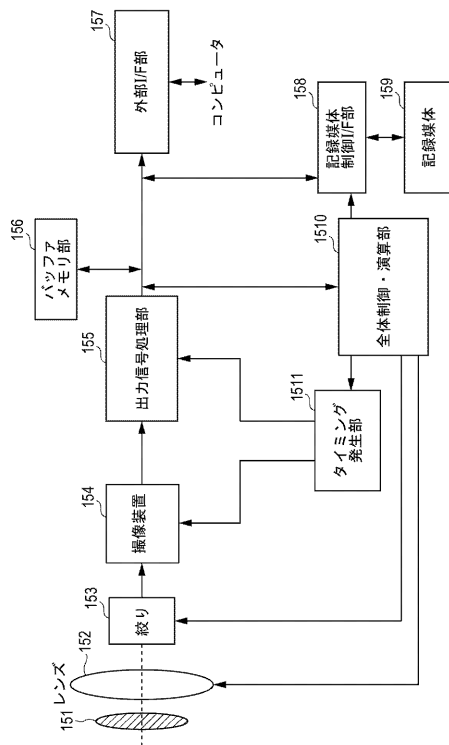 151
レンズ
152
153
絞り
154
撮像装置
155
出力信号処理部
156
バッファ
メモリ部
157
外部I/F部
コンピュータ
158
記録媒体
制御I/F部
159
記録媒体
1510
全体制御・演算部
1511
タイミング
発生部